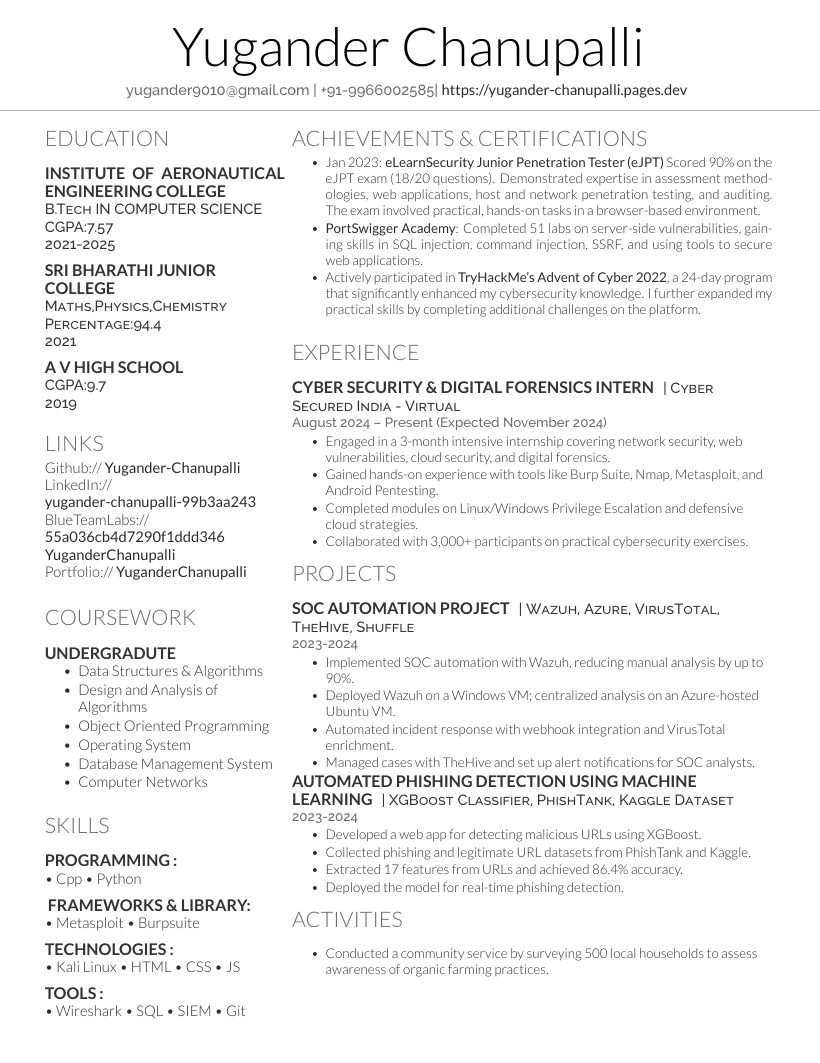 Yugander Chanupalli
yugander9010@gmail.com | +91-9966002585| https://yugander-chanupalli.pages.dev
EDUCATION
INSTITUTE OF AERONAUTICAL
ENGINEERING COLLEGE
B.Tech IN COMPUTER SCIENCE
CGPA:7.57
2021-2025
SRI BHARATHI JUNIOR
COLLEGE
Maths,Physics,Chemistry
Percentage:94.4
2021
A V HIGH SCHOOL
CGPA:9.7
2019
LINKS
Github:// Yugander-Chanupalli
LinkedIn://
yugander-chanupalli-99b3aa243
BlueTeamLabs://
55a036cb4d7290f1ddd346
YuganderChanupalli
Portfolio:// YuganderChanupalli
COURSEWORK
UNDERGRADUTE
• Data Structures & Algorithms
• Design and Analysis of
Algorithms
• Object Oriented Programming
• Operating System
• Database Management System
• Computer Networks
SKILLS
PROGRAMMING :
• Cpp • Python
FRAMEWORKS & LIBRARY:
• Metasploit • Burpsuite
TECHNOLOGIES :
• Kali Linux • HTML • CSS • JS
TOOLS :
• Wireshark • SQL • SIEM • Git
ACHIEVEMENTS & CERTIFICATIONS
• Jan 2023: eLearnSecurity Junior Penetration Tester (eJPT) Scored 90% on the
eJPT exam (18/20 questions). Demonstrated expertise in assessment method-
ologies, web applications, host and network penetration testing, and auditing.
The exam involved practical, hands-on tasks in a browser-based environment.
• PortSwigger Academy: Completed 51 labs on server-side vulnerabilities, gain-
ing skills in SQL injection, command injection, SSRF, and using tools to secure
web applications.
• Actively participated in TryHackMe's Advent of Cyber 2022, a 24-day program
that significantly enhanced my cybersecurity knowledge. I further expanded my
practical skills by completing additional challenges on the platform.
EXPERIENCE
CYBER SECURITY & DIGITAL FORENSICS INTERN | Cyber
Secured India - Virtual
August 2024 – Present (Expected November 2024)
• Engaged in a 3-month intensive internship covering network security, web
vulnerabilities, cloud security, and digital forensics.
• Gained hands-on experience with tools like Burp Suite, Nmap, Metasploit, and
Android Pentesting.
• Completed modules on Linux/Windows Privilege Escalation and defensive
cloud strategies.
• Collaborated with 3,000+ participants on practical cybersecurity exercises.
PROJECTS
SOC AUTOMATION PROJECT | Wazuh, Azure, VirusTotal,
TheHive, Shuffle
2023-2024
• Implemented SOC automation with Wazuh, reducing manual analysis by up to
90%.
• Deployed Wazuh on a Windows VM; centralized analysis on an Azure-hosted
Ubuntu VM.
• Automated incident response with webhook integration and VirusTotal
enrichment.
• Managed cases with TheHive and set up alert notifications for SOC analysts.
AUTOMATED PHISHING DETECTION USING MACHINE
LEARNING | XGBoost Classifier, PhishTank, Kaggle Dataset
2023-2024
• Developed a web app for detecting malicious URLs using XGBoost.
• Collected phishing and legitimate URL datasets from PhishTank and Kaggle.
• Extracted 17 features from URLs and achieved 86.4% accuracy.
• Deployed the model for real-time phishing detection.
ACTIVITIES
• Conducted a community service by surveying 500 local households to assess
awareness of organic farming practices.